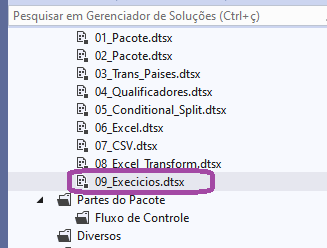 Pesquisar em Gerenciador de Soluções (Ctrl+ç)
01_Pacote.dtsx
02_Pacote.dtsx
03_Trans_Paises.dtsx
04_Qualificadores.dtsx
05_Conditional_Split.dtsx
06_Excel.dtsx
07_CSV.dtsx
08_Excel_Transform.dtsx
09_Execicios.dtsx
Partes do Pacote
Fluxo de Controle
Diversos